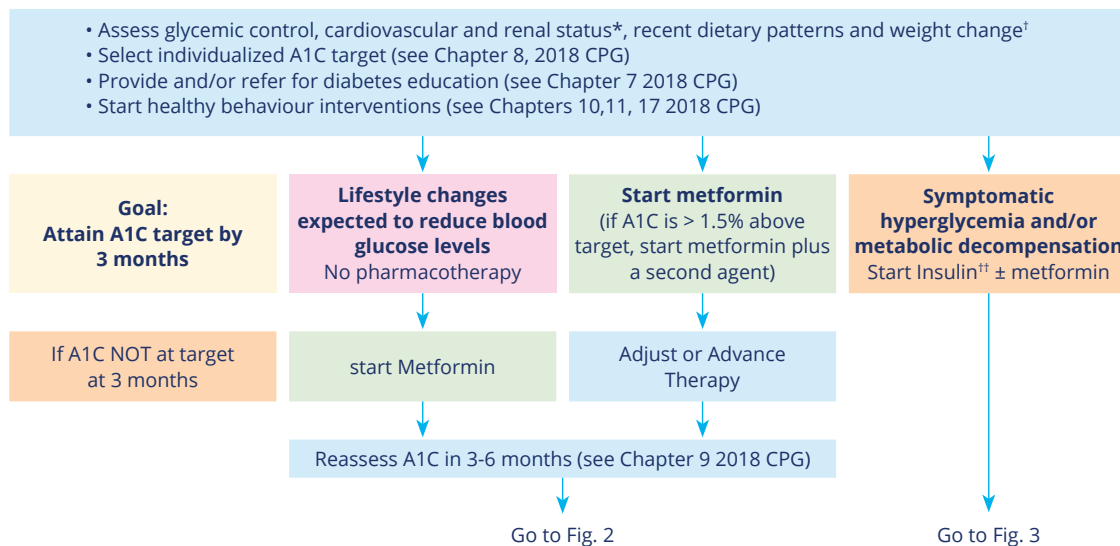 • Assess glycemic control, cardiovascular and renal status*, recent dietary patterns and weight change†
• Select individualized A1C target (see Chapter 8, 2018 CPG)
• Provide and/or refer for diabetes education (see Chapter 7 2018 CPG)
• Start healthy behaviour interventions (see Chapters 10,11, 17 2018 CPG)
Goal:
Attain A1C target by
3 months
Lifestyle changes
expected to reduce blood
glucose levels
No pharmacotherapy
Start metformin
(if A1C is > 1.5% above
target, start metformin plus
a second agent)
Symptomatic
hyperglycemia and/or
metabolic decompensation
Start Insulin†† ± metformin
If A1C NOT at target
at 3 months
start Metformin
Adjust or Advance
Therapy
Reassess A1C in 3-6 months (see Chapter 9 2018 CPG)
Go to Fig. 2
Go to Fig. 3